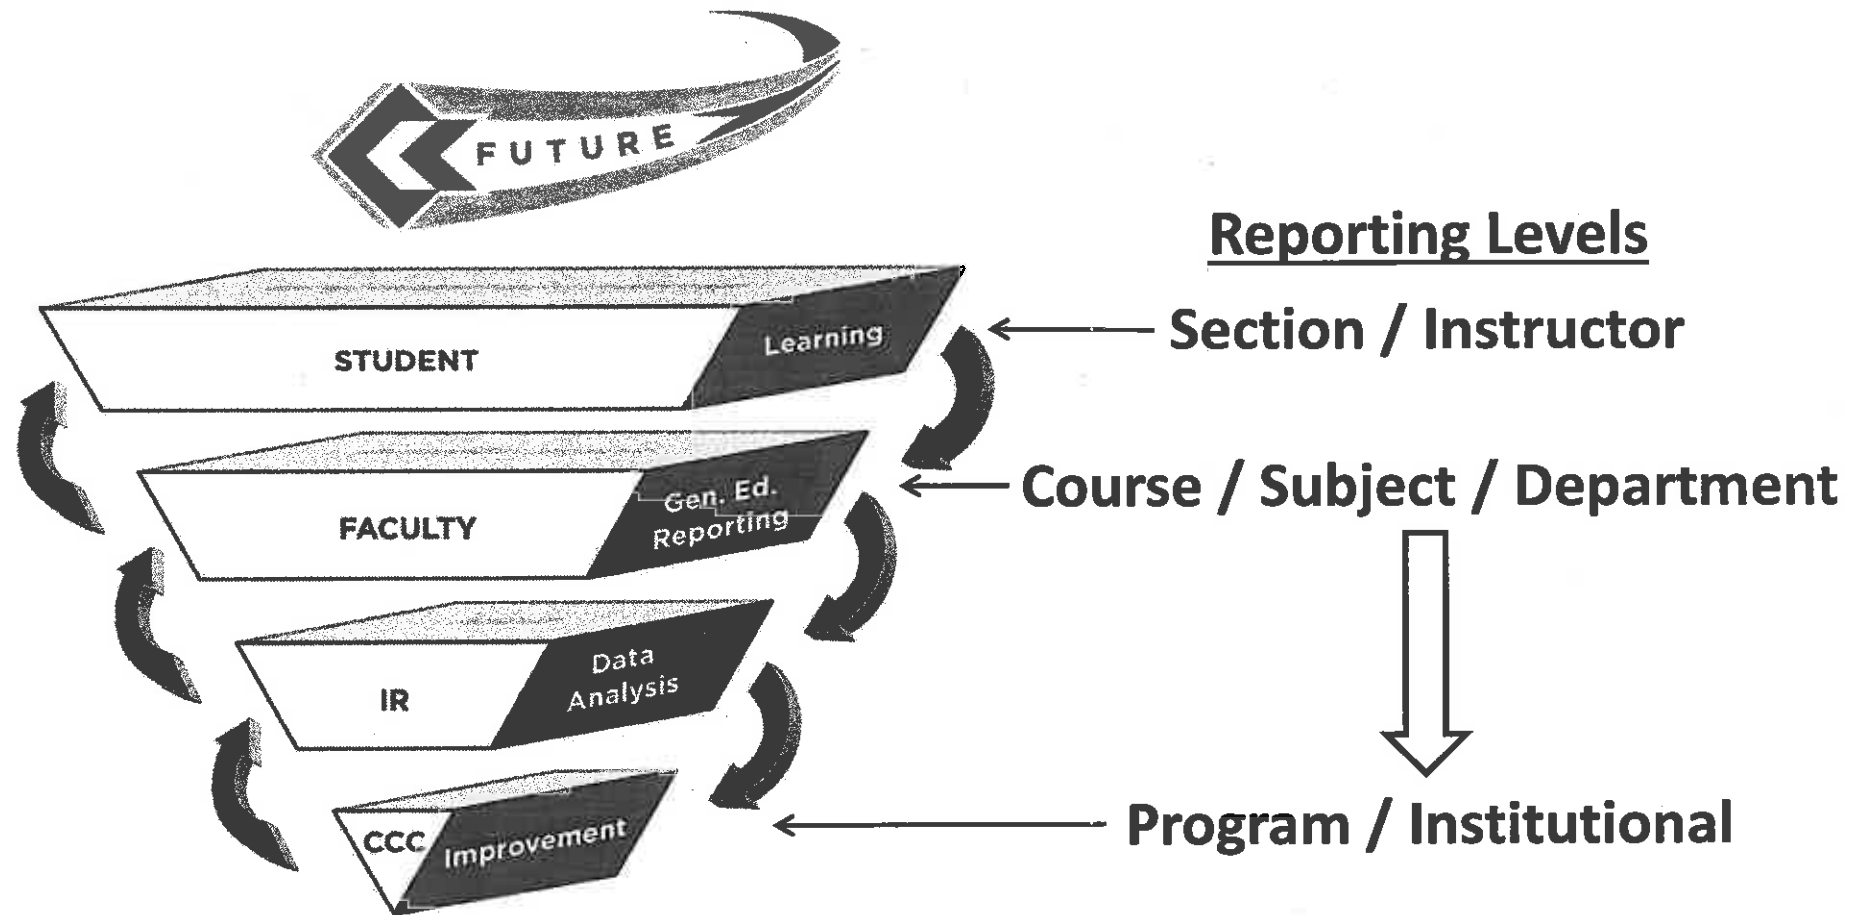 FUTURE
Reporting Levels
STUDENT
Learning
Section / Instructor
FACULTY
Gen. Ed.
Reporting
Course / Subject / Department
IR
Data
Analysis
CCC
Improvement
Program / Institutional